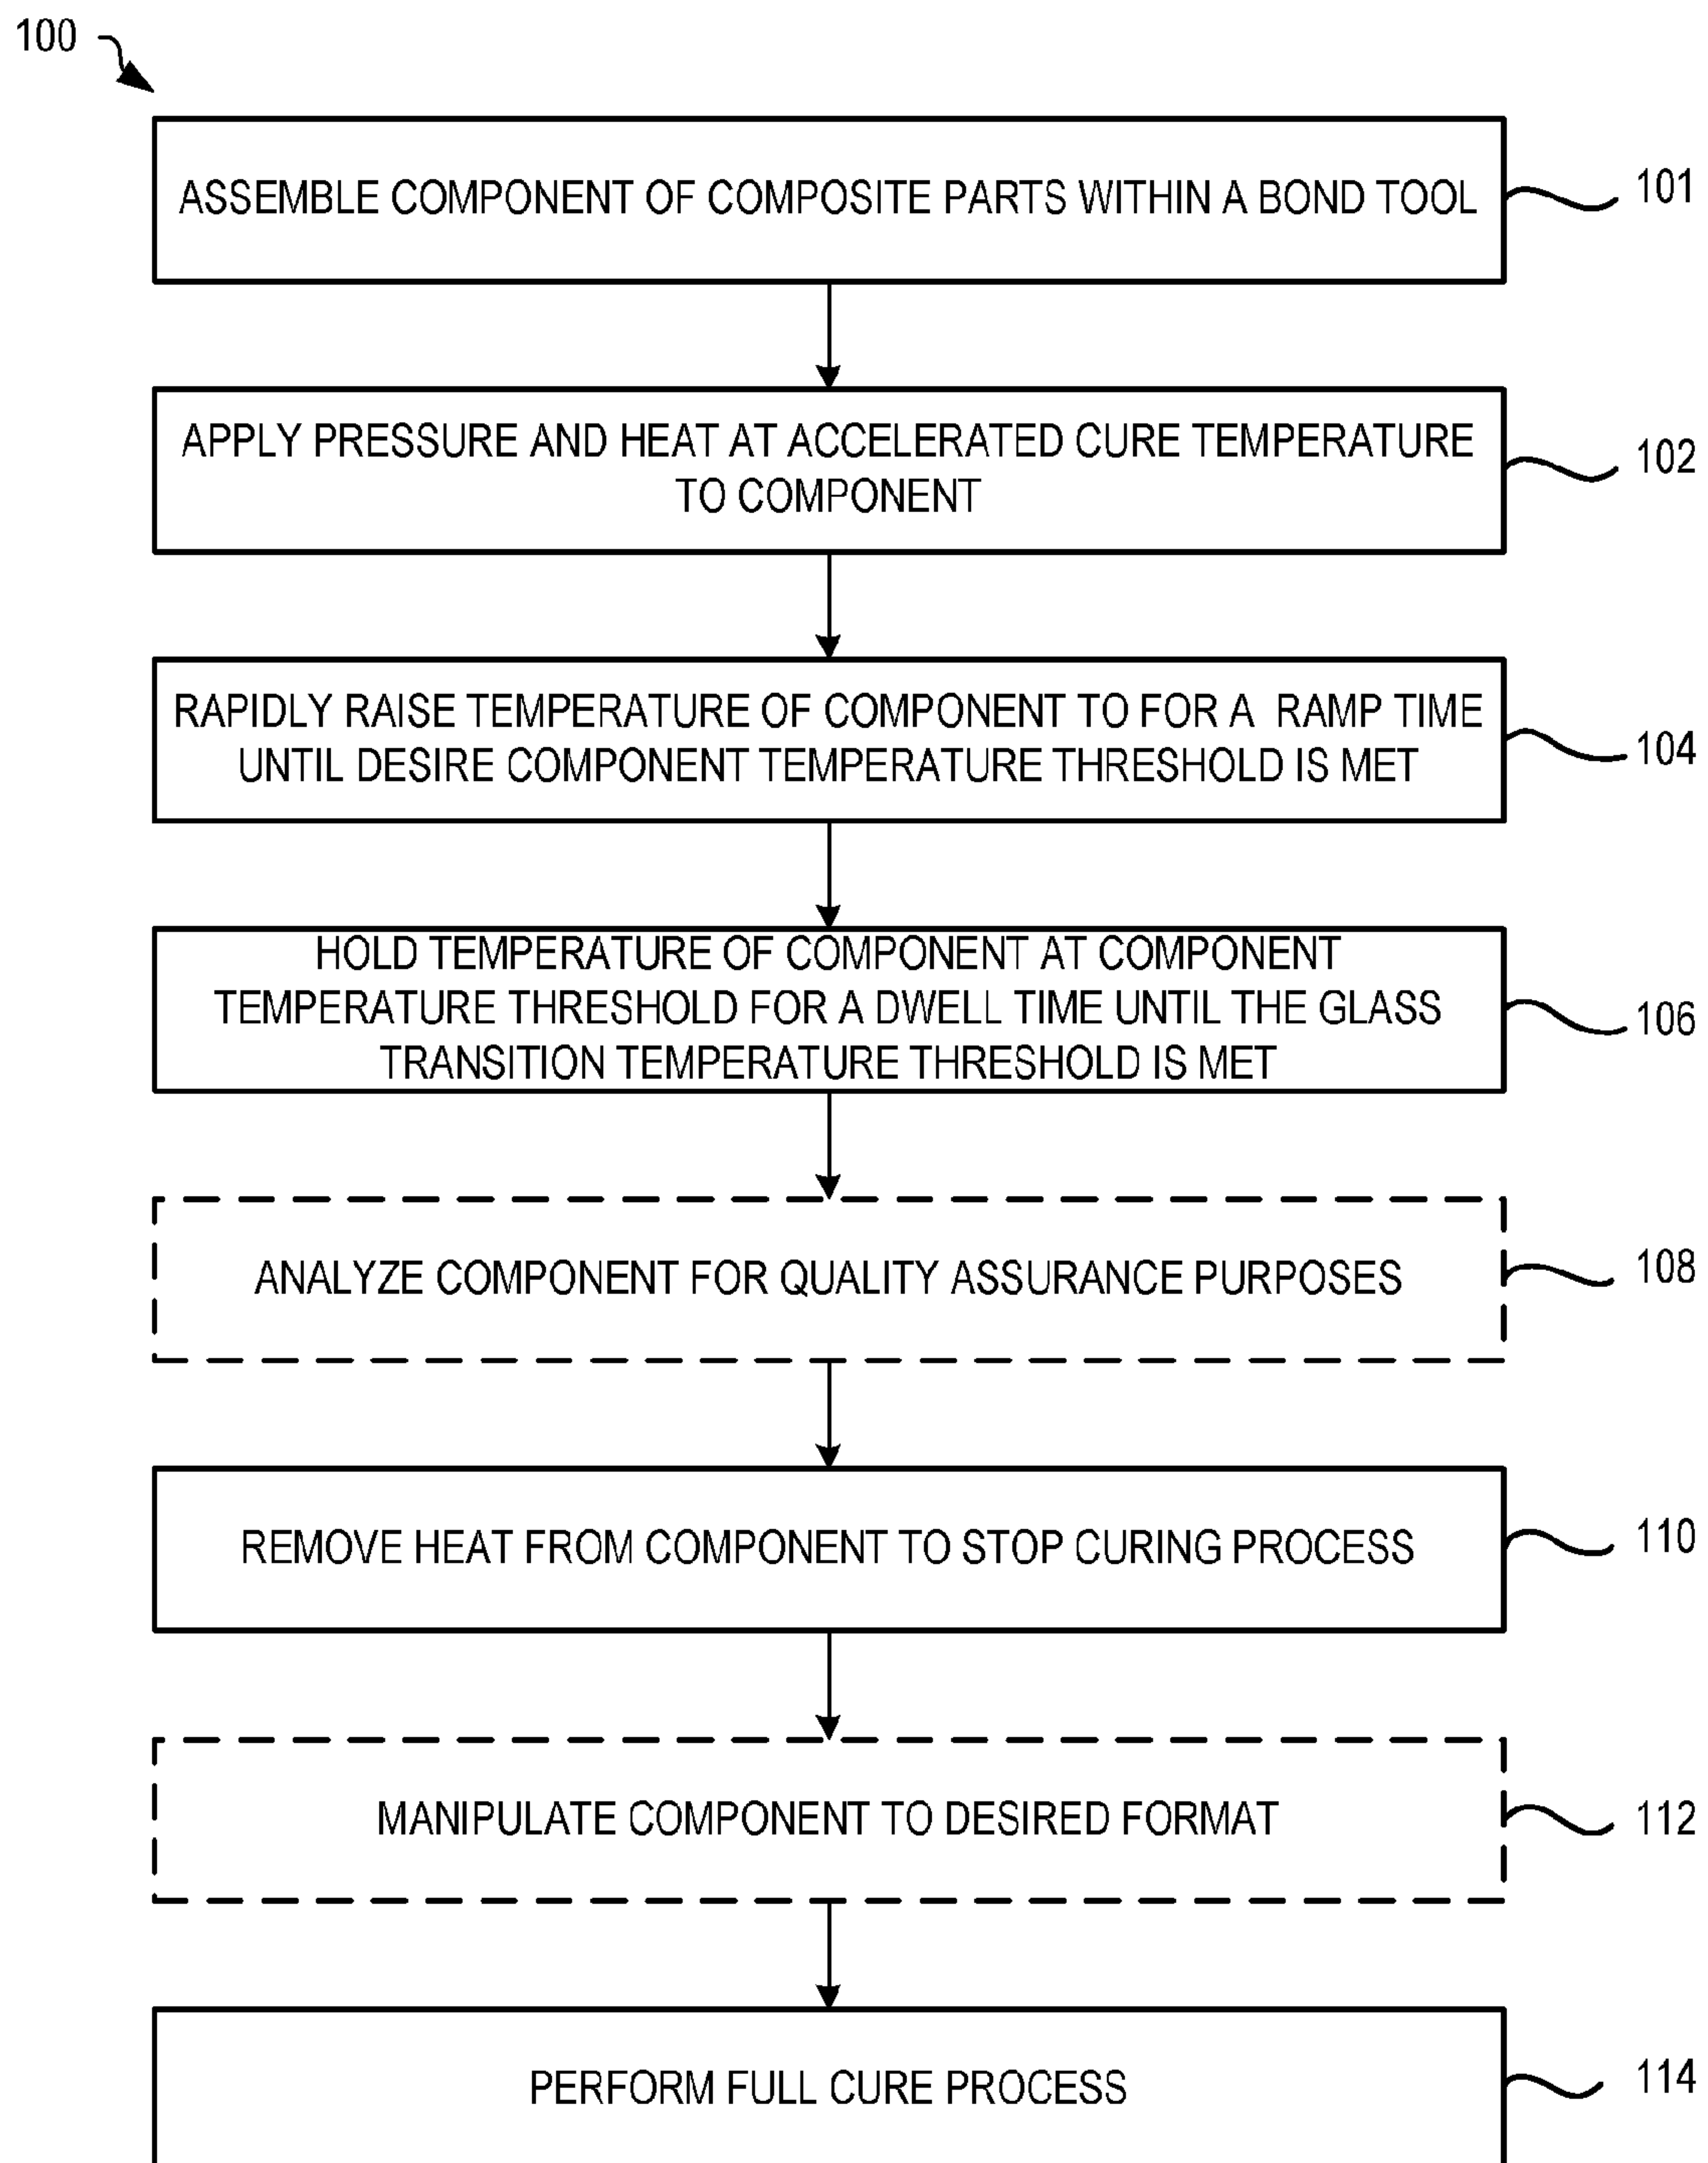 100
ASSEMBLE COMPONENT OF COMPOSITE PARTS WITHIN A BOND TOOL
101
APPLY PRESSURE AND HEAT AT ACCELERATED CURE TEMPERATURE
TO COMPONENT
102
RAPIDLY RAISE TEMPERATURE OF COMPONENT TO FOR A RAMP TIME
UNTIL DESIRE COMPONENT TEMPERATURE THRESHOLD IS MET
104
HOLD TEMPERATURE OF COMPONENT AT COMPONENT
TEMPERATURE THRESHOLD FOR A DWELL TIME UNTIL THE GLASS
TRANSITION TEMPERATURE THRESHOLD IS MET
106
ANALYZE COMPONENT FOR QUALITY ASSURANCE PURPOSES
108
REMOVE HEAT FROM COMPONENT TO STOP CURING PROCESS
110
MANIPULATE COMPONENT TO DESIRED FORMAT
112
PERFORM FULL CURE PROCESS
114